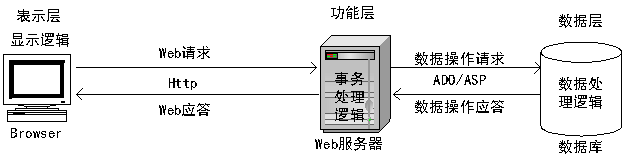 表示层
显示逻辑
Browser
Web请求
Http
Web应答
功能层
事务
处理
逻辑
Web服务器
数据操作请求
ADO/ASP
数据操作应答
数据层
数据处
理逻辑
数据库